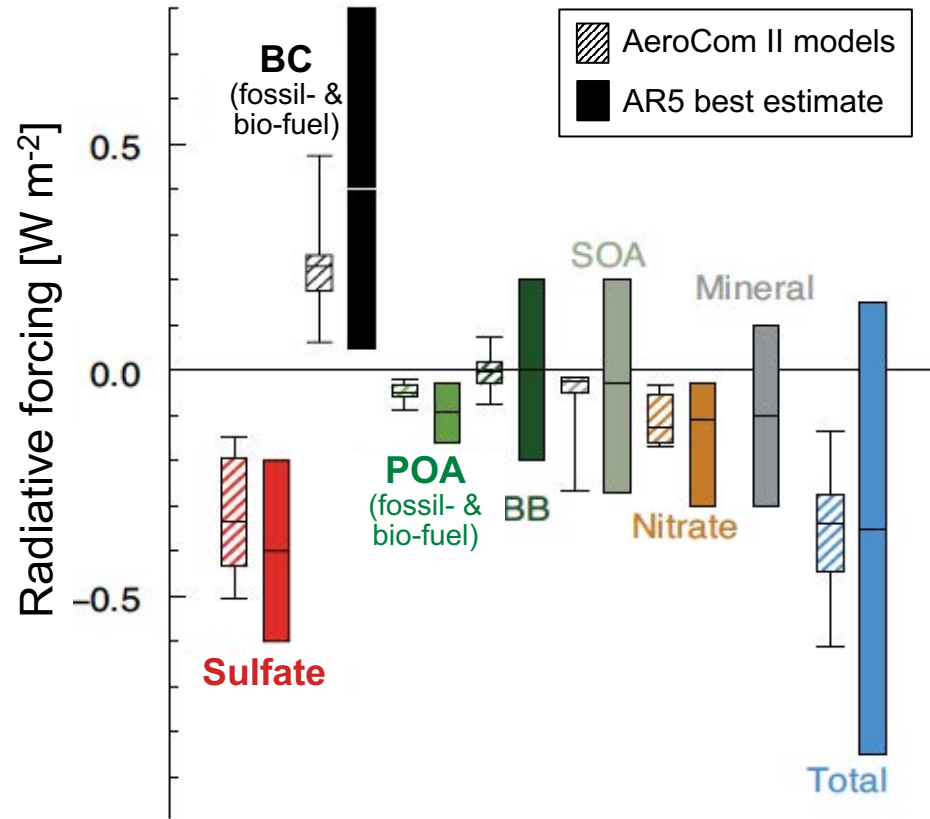 AeroCom II models
AR5 best estimate
BC
(fossil- &
bio-fuel)
Radiative forcing [W m-2]
0.5
0.0
–0.5
SOA
Mineral
POA
(fossil- &
bio-fuel)
BB
Nitrate
Sulfate
Total